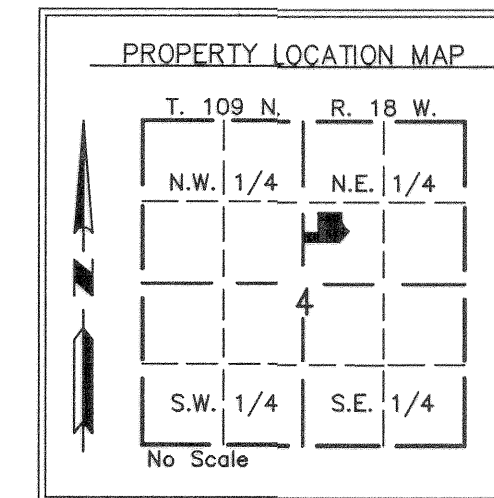 PROPERTY LOCATION MAP
T. 109 N. R. 18 W.
N.W. 1/4 N.E. 1/4
N
4
S.W. 1/4 S.E. 1/4
No Scale